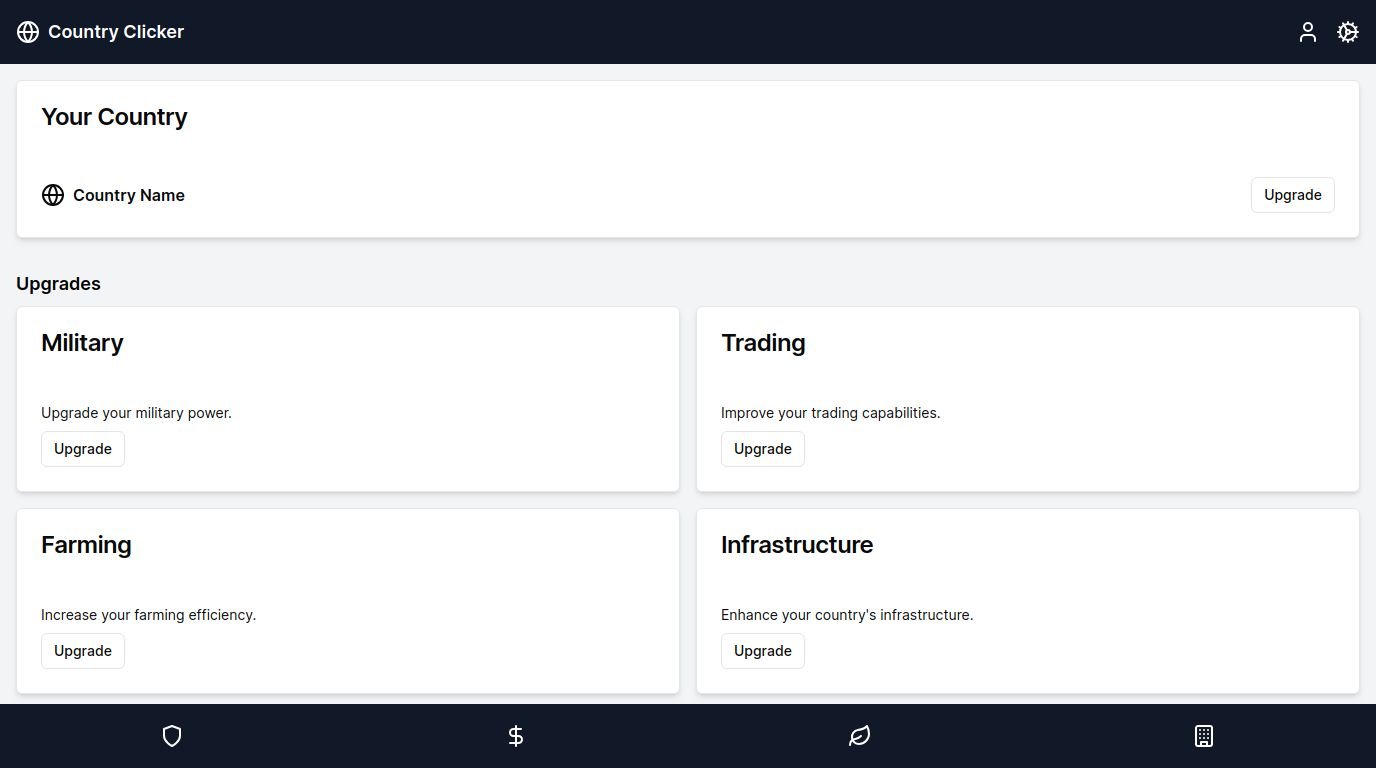 Country Clicker
Your Country
Country Name
Upgrade
Upgrades
Military
Upgrade your military power.
Upgrade
Trading
Improve your trading capabilities.
Upgrade
Farming
Increase your farming efficiency.
Upgrade
Infrastructure
Enhance your country's infrastructure.
Upgrade